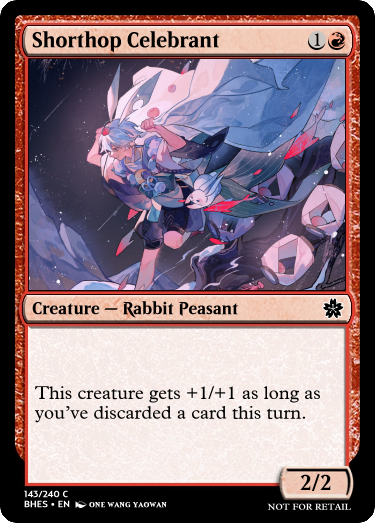 Shorthop Celebrant 1
Creature — Rabbit Peasant
This creature gets +1/+1 as long as
you've discarded a card this turn.
2/2
143/240 C
BHES • EN ONE WANG YAOWAN
NOT FOR RETAIL